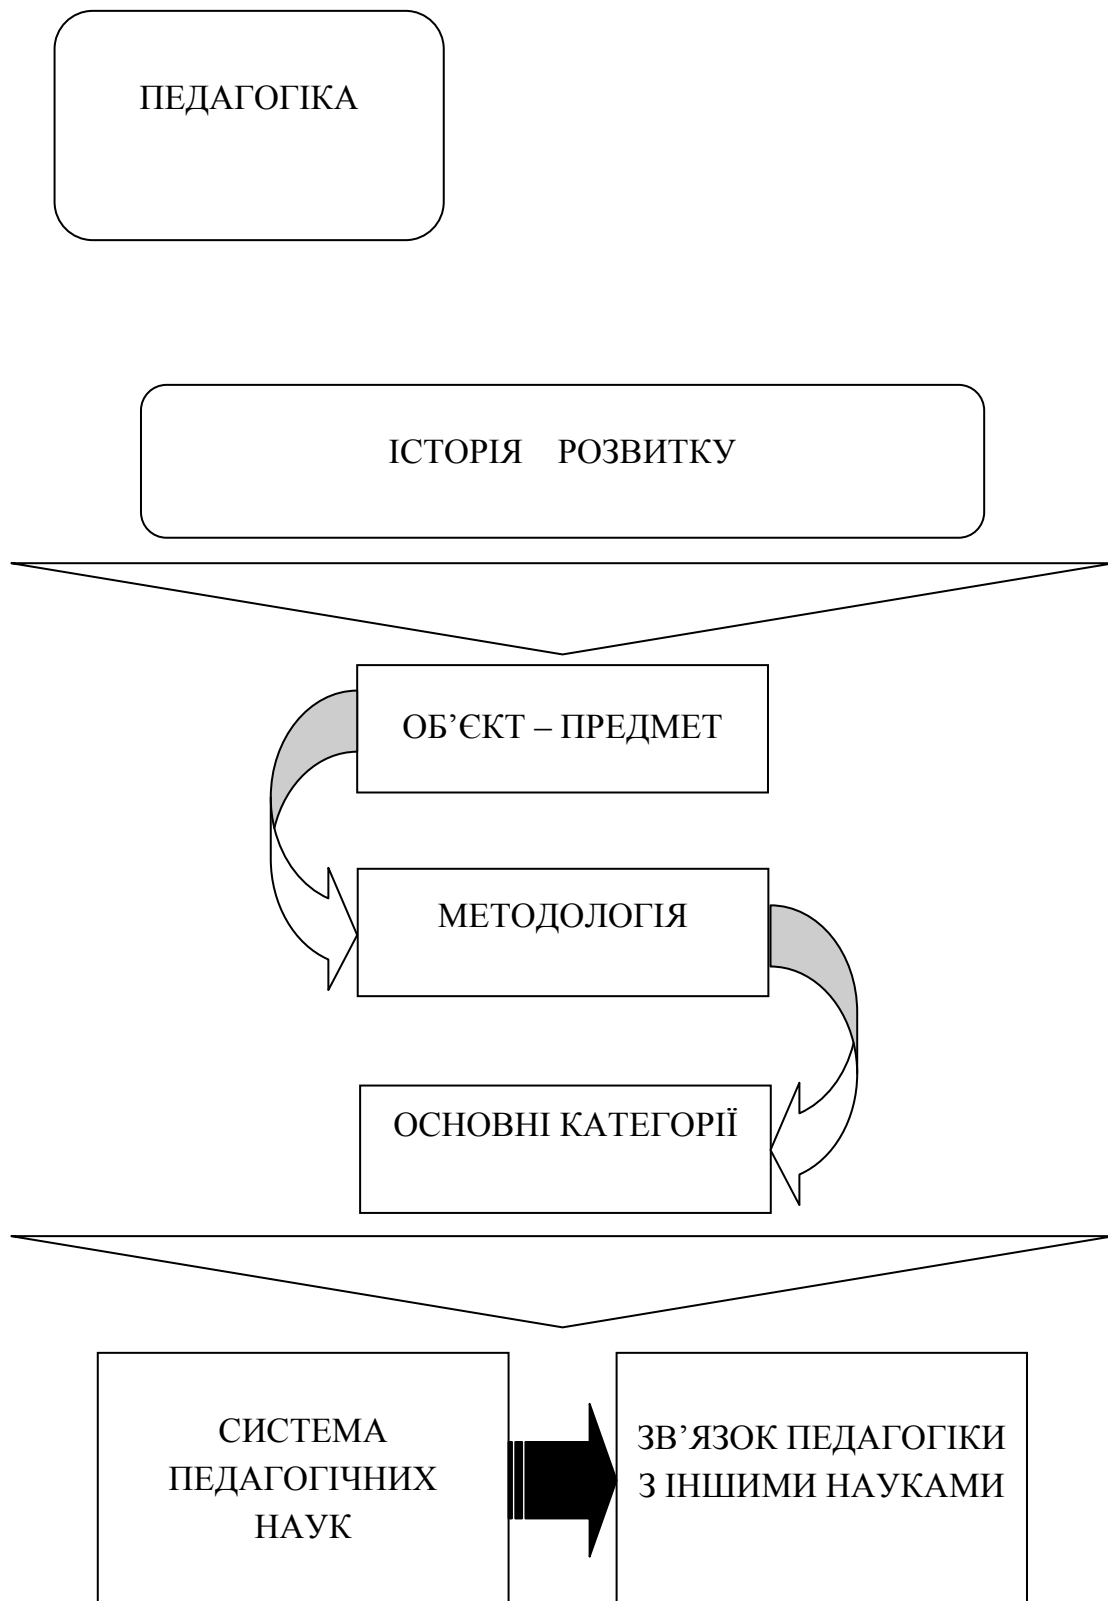 ПЕДАГОГІКА
ІСТОРІЯ РОЗВИТКУ
ОБ’ЄКТ – ПРЕДМЕТ
МЕТОДОЛОГІЯ
ОСНОВНІ КАТЕГОРІЇ
СИСТЕМА
ПЕДАГОГІЧНИХ
НАУК
ЗВ’ЯЗОК ПЕДАГОГІКИ
З ІНШИМИ НАУКАМИ